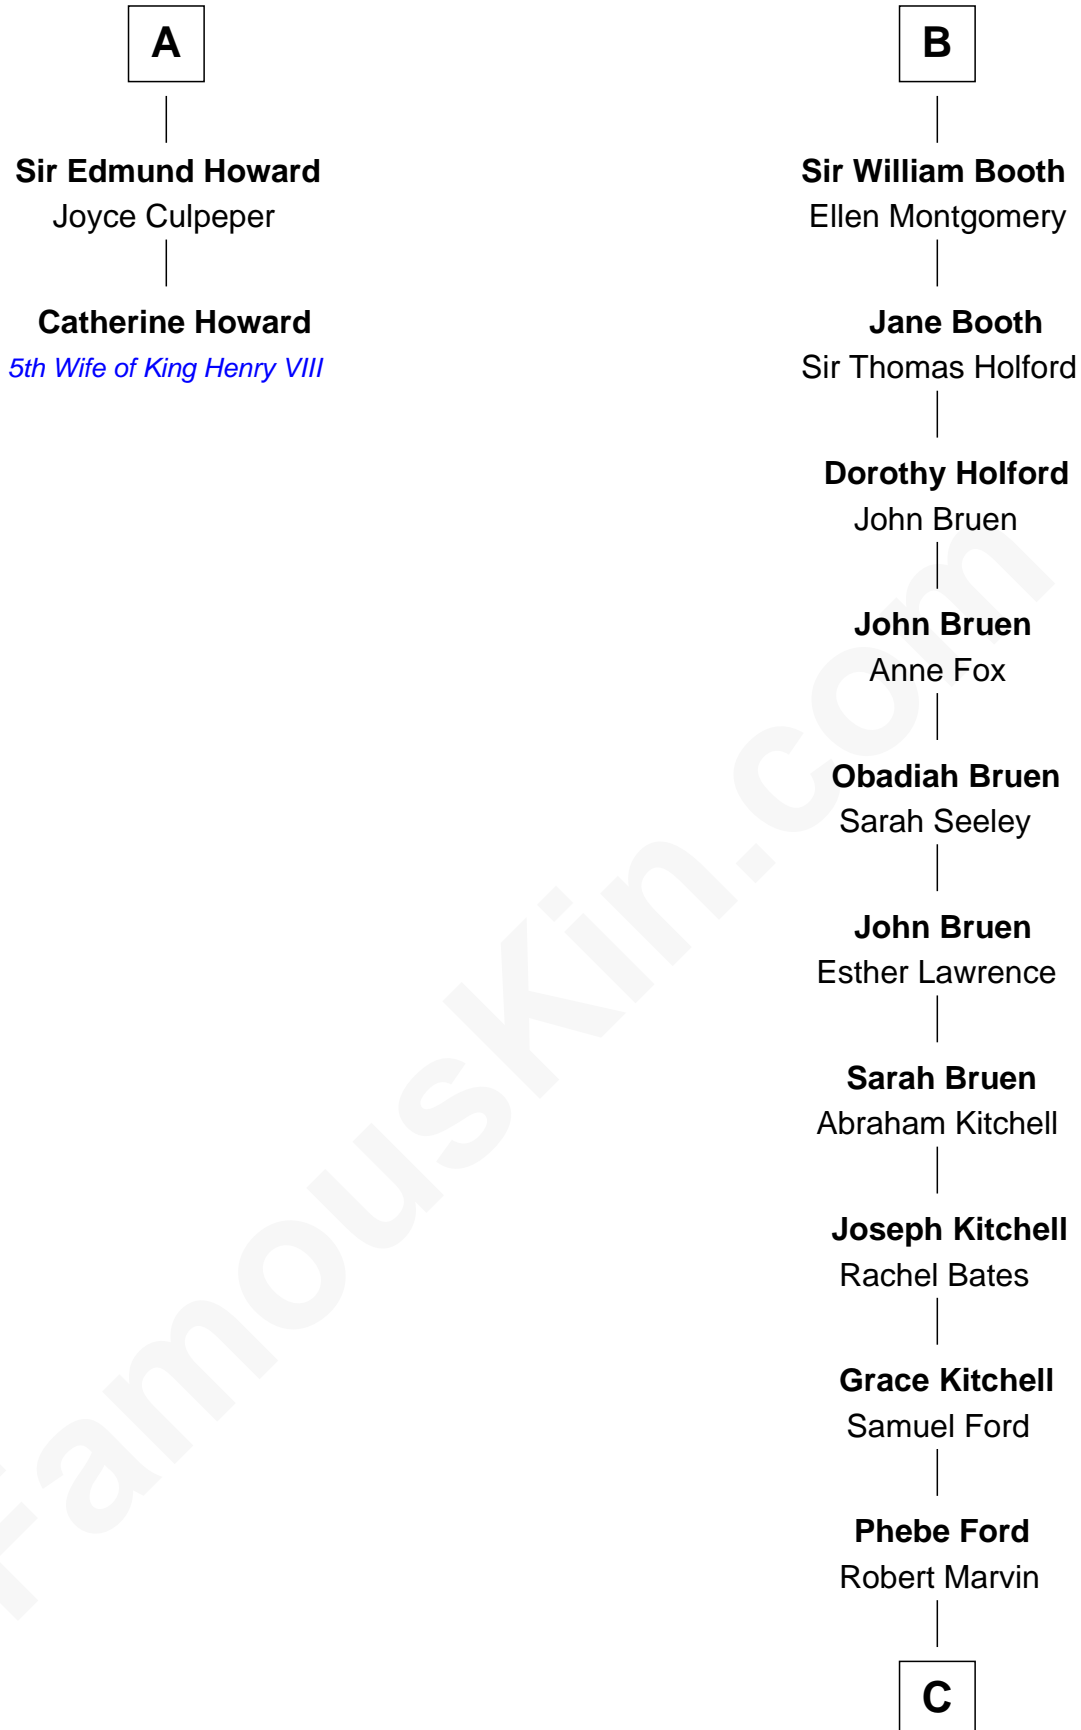 A
Sir Edmund Howard
Joyce Culpeper
Catherine Howard
5th Wife of King Henry VIII
B
Sir William Booth
Ellen Montgomery
Jane Booth
Sir Thomas Holford
Dorothy Holford
John Bruen
John Bruen
Anne Fox
Obadiah Bruen
Sarah Seeley
John Bruen
Esther Lawrence
Sarah Bruen
Abraham Kitchell
Joseph Kitchell
Rachel Bates
Grace Kitchell
Samuel Ford
Phebe Ford
Robert Marvin
C
FamousKin.com